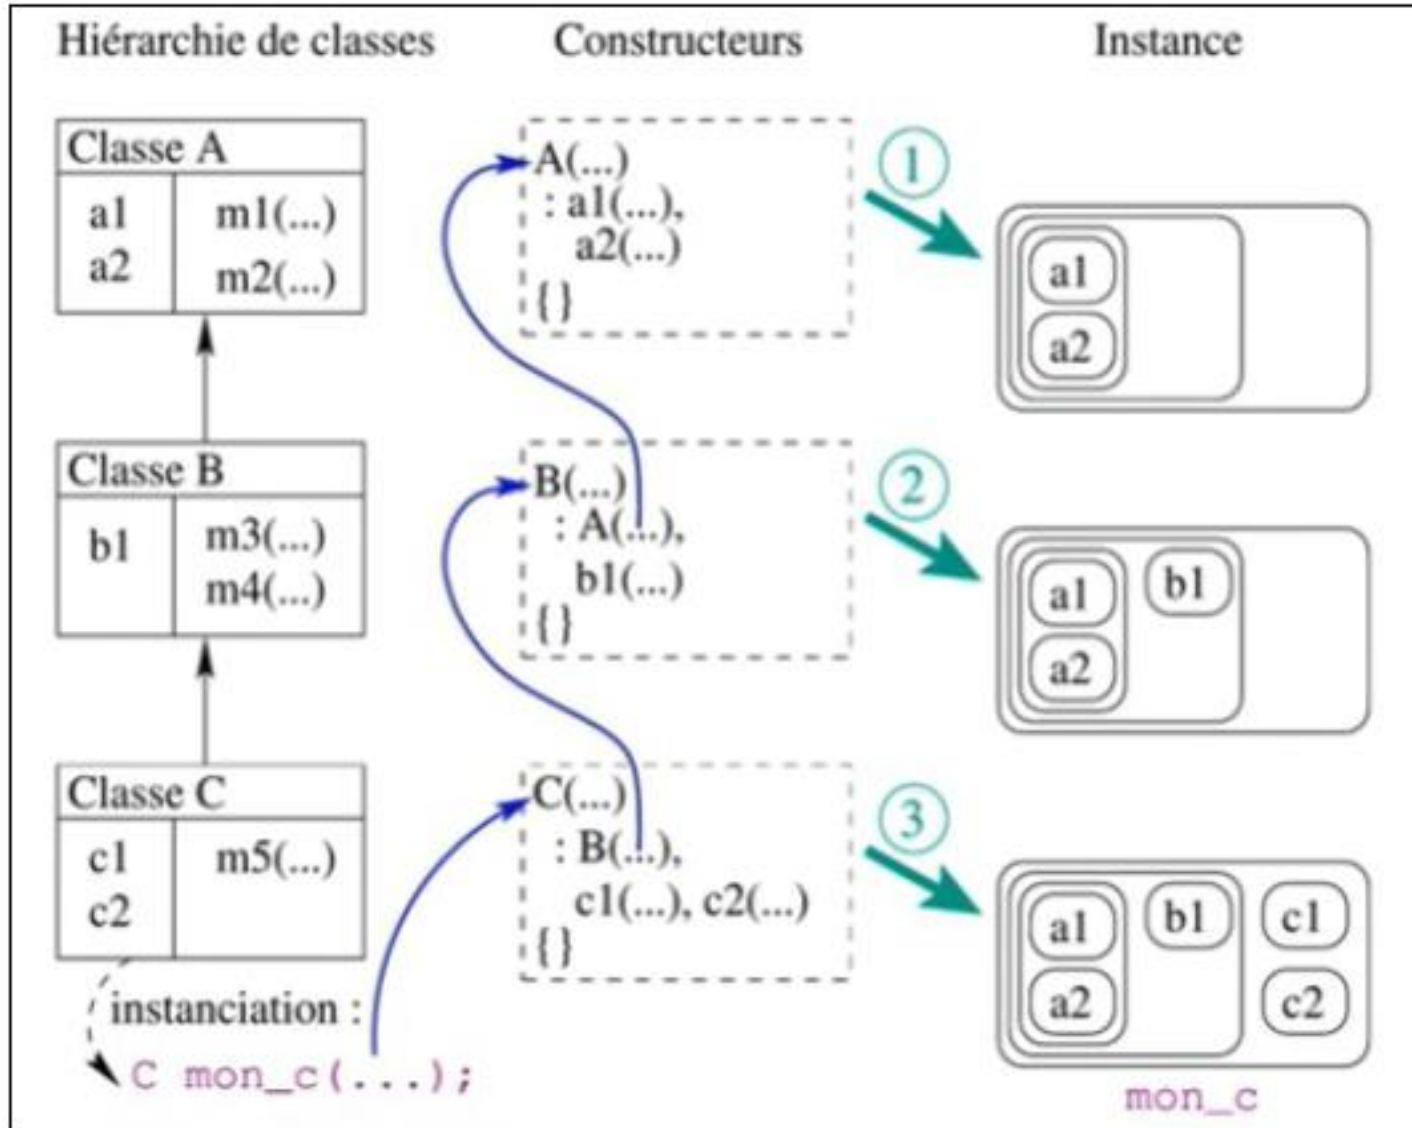 Hiérarchie de classes
Constructeurs
Instance
Classe A
a1
a2
m1(...)
m2(...)
A(...)
: a1(...),
a2(...)
{}
1
a1
a2
Classe B
b1
m3(...)
m4(...)
B(...)
: A(...),
b1(...)
{}
2
a1
a2
b1
Classe C
c1
c2
m5(...)
C(...)
: B(...),
c1(...), c2(...)
{}
3
a1
a2
b1
c1
c2
instanciation :
C mon_c(...);
mon_c